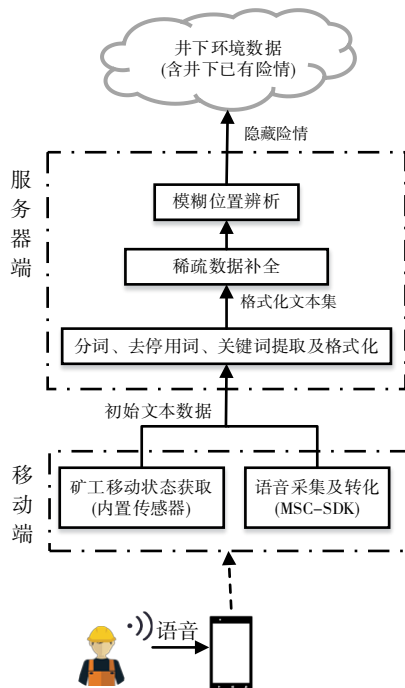 井下环境数据
(含井下已有险情)
隐藏险情
服务器端
模糊位置辨析
稀疏数据补全
格式化文本集
分词、去停用词、关键词提取及格式化
初始文本数据
移动端
矿工移动状态获取
(内置传感器)
语音采集及转化
(MSC-SDK)
语音